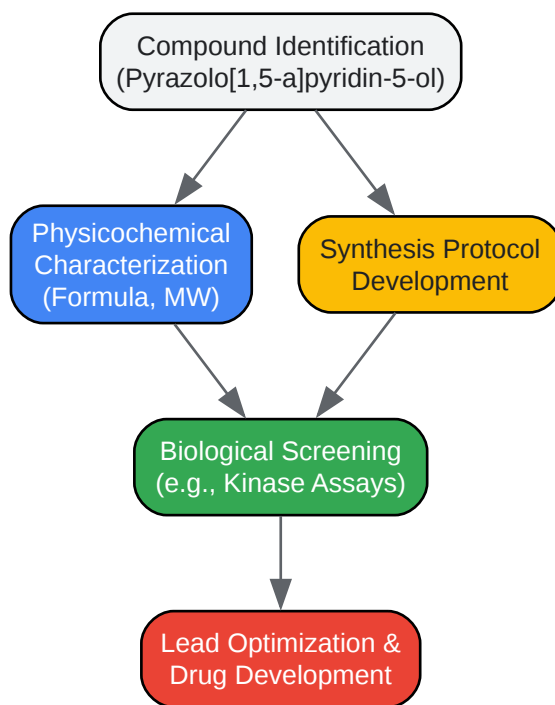 Compound Identification
(Pyrazolo[1,5-a]pyridin-5-ol)
Physicochemical
Characterization
(Formula, MW)
Synthesis Protocol
Development
Biological Screening
(e.g., Kinase Assays)
Lead Optimization &
Drug Development